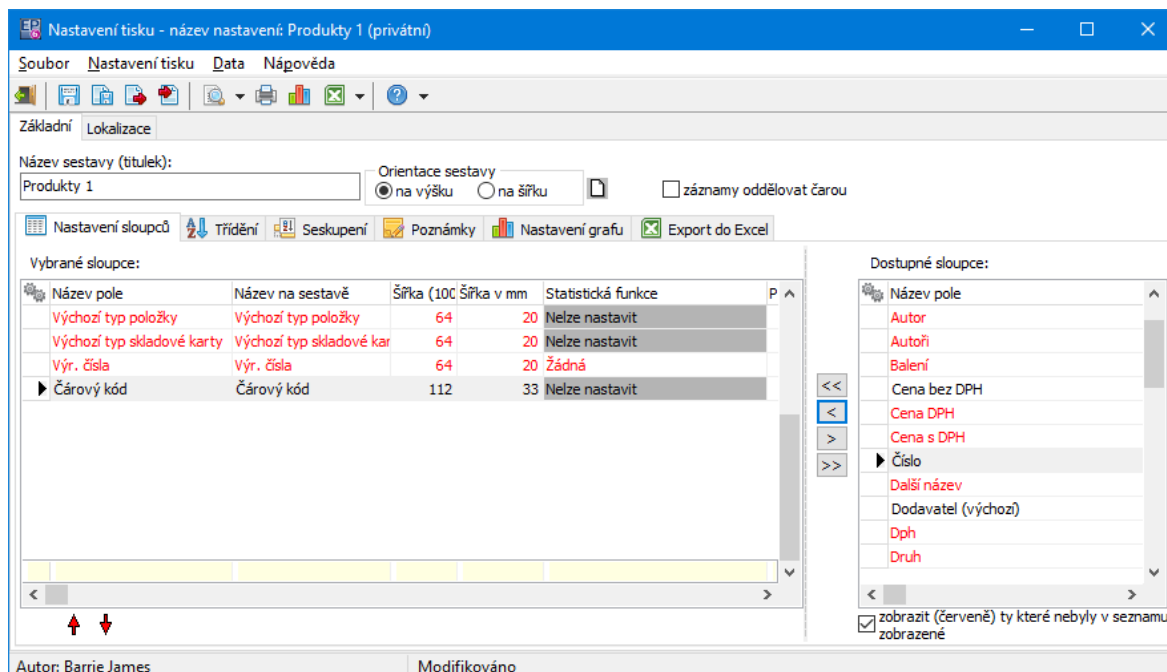 Nastavení tisku - název nastavení: Produkty 1 (privátní)
Soubor Nastavení tisku Data Nápověda
Základní Lokalizace
Název sestavy (titulek):
Produkty 1
Orientace sestavy
na výšku na šířku
záznamy oddělovat čarou
Nastavení sloupců Třídění Seskupení Poznámky Nastavení grafu Export do Excel
Vybrané sloupce:
Název pole Název na sestavě Šířka (100 Šířka v mm Statistická funkce P
Výchozí typ položky Výchozí typ položky 64 20 Nelze nastavit
Výchozí typ skladové karty Výchozí typ skladové kar 64 20 Nelze nastavit
Výr. čísla Výr. čísla 64 20 Žádná
Čárový kód Čárový kód 112 33 Nelze nastavit
<<
<
>
>>
Dostupné sloupce:
Název pole
Autor
Autoři
Balení
Cena bez DPH
Cena DPH
Cena s DPH
Číslo
Další název
Dodavatel (výchozí)
Dph
Druh
zobrazit (červeně) ty které nebyly v seznamu
zobrazené
Autor: Barrie James Modifikováno